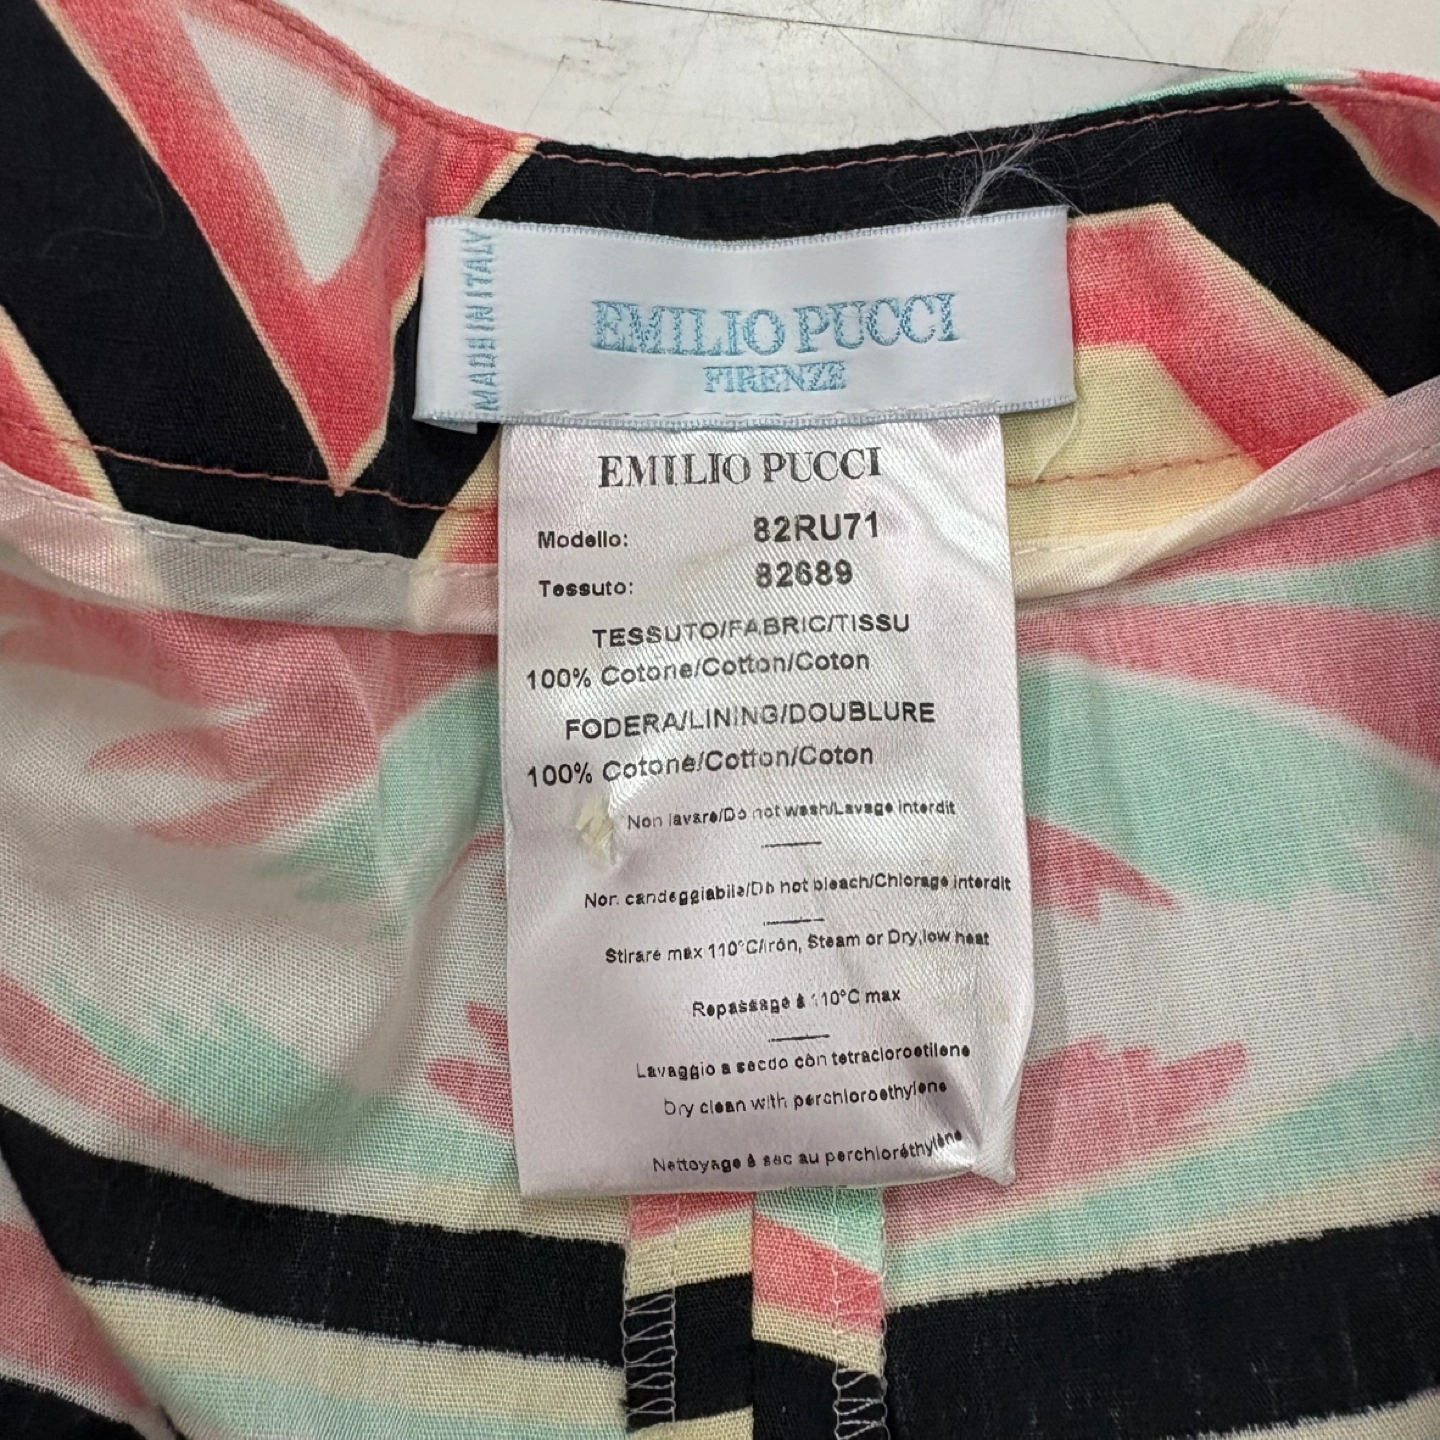 MADE IN ITALY
EMILIO PUCCI
FIRENZE
EMILIO PUCCI
Modello: 82RU71
Tessuto: 82689
TESSUTO/FABRIC/TISSU
100% Cotone/Cotton/Coton
FODERA/LINING/DOUBLURE
100% Cotone/Cotton/Coton
Non lavare/Do not wash/Lavage interdit
Non candeggiabile/Do not bleach/Chlorage interdit
Stirare max 110°C/Iron, Steam or Dry,low heat
Repassage à 110°C max
Lavaggio a secco con tetracloroetilene
Dry clean with perchloroethylene
Nettoyage à sec au perchloréthylène